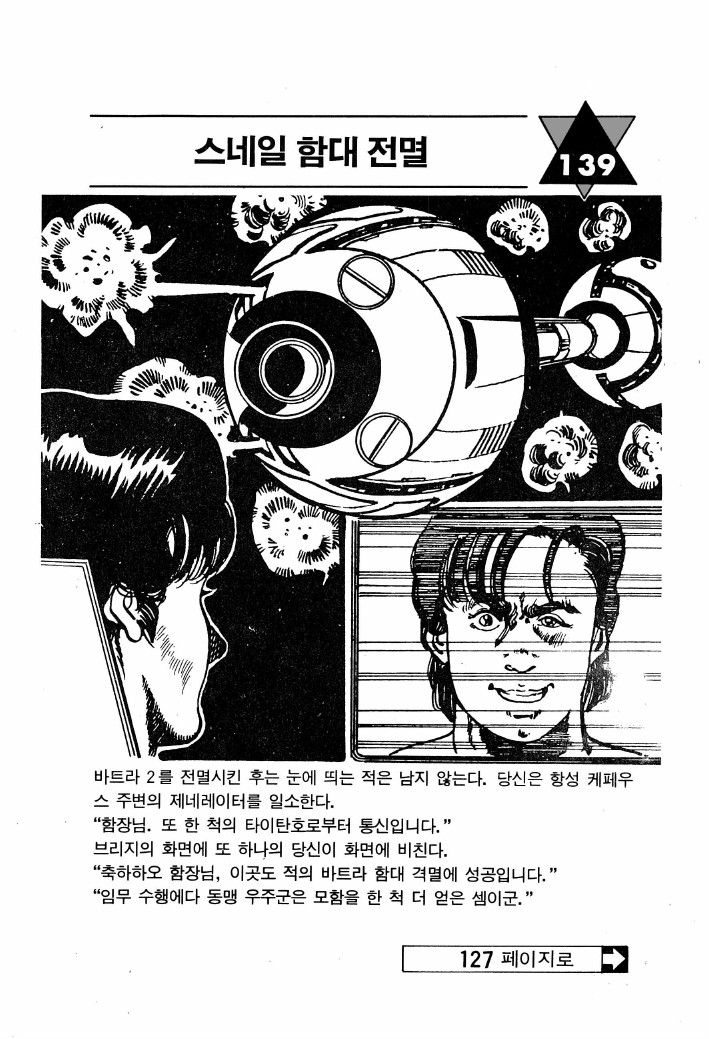 스네일 함대 전멸
139
바트라 2를 전멸시킨 후는 눈에 띄는 적은 남지 않는다. 당신은 항성 케페우
스 주변의 제네레이터를 일소한다.
“함장님. 또 한 척의 타이탄호로부터 통신입니다.”
브리지의 화면에 또 하나의 당신이 화면에 비친다.
“축하하오 함장님, 이곳도 적의 바트라 함대 격멸에 성공입니다.”
“임무 수행에다 동맹 우주군은 모함을 한 척 더 얻은 셈이군.”
127 페이지로